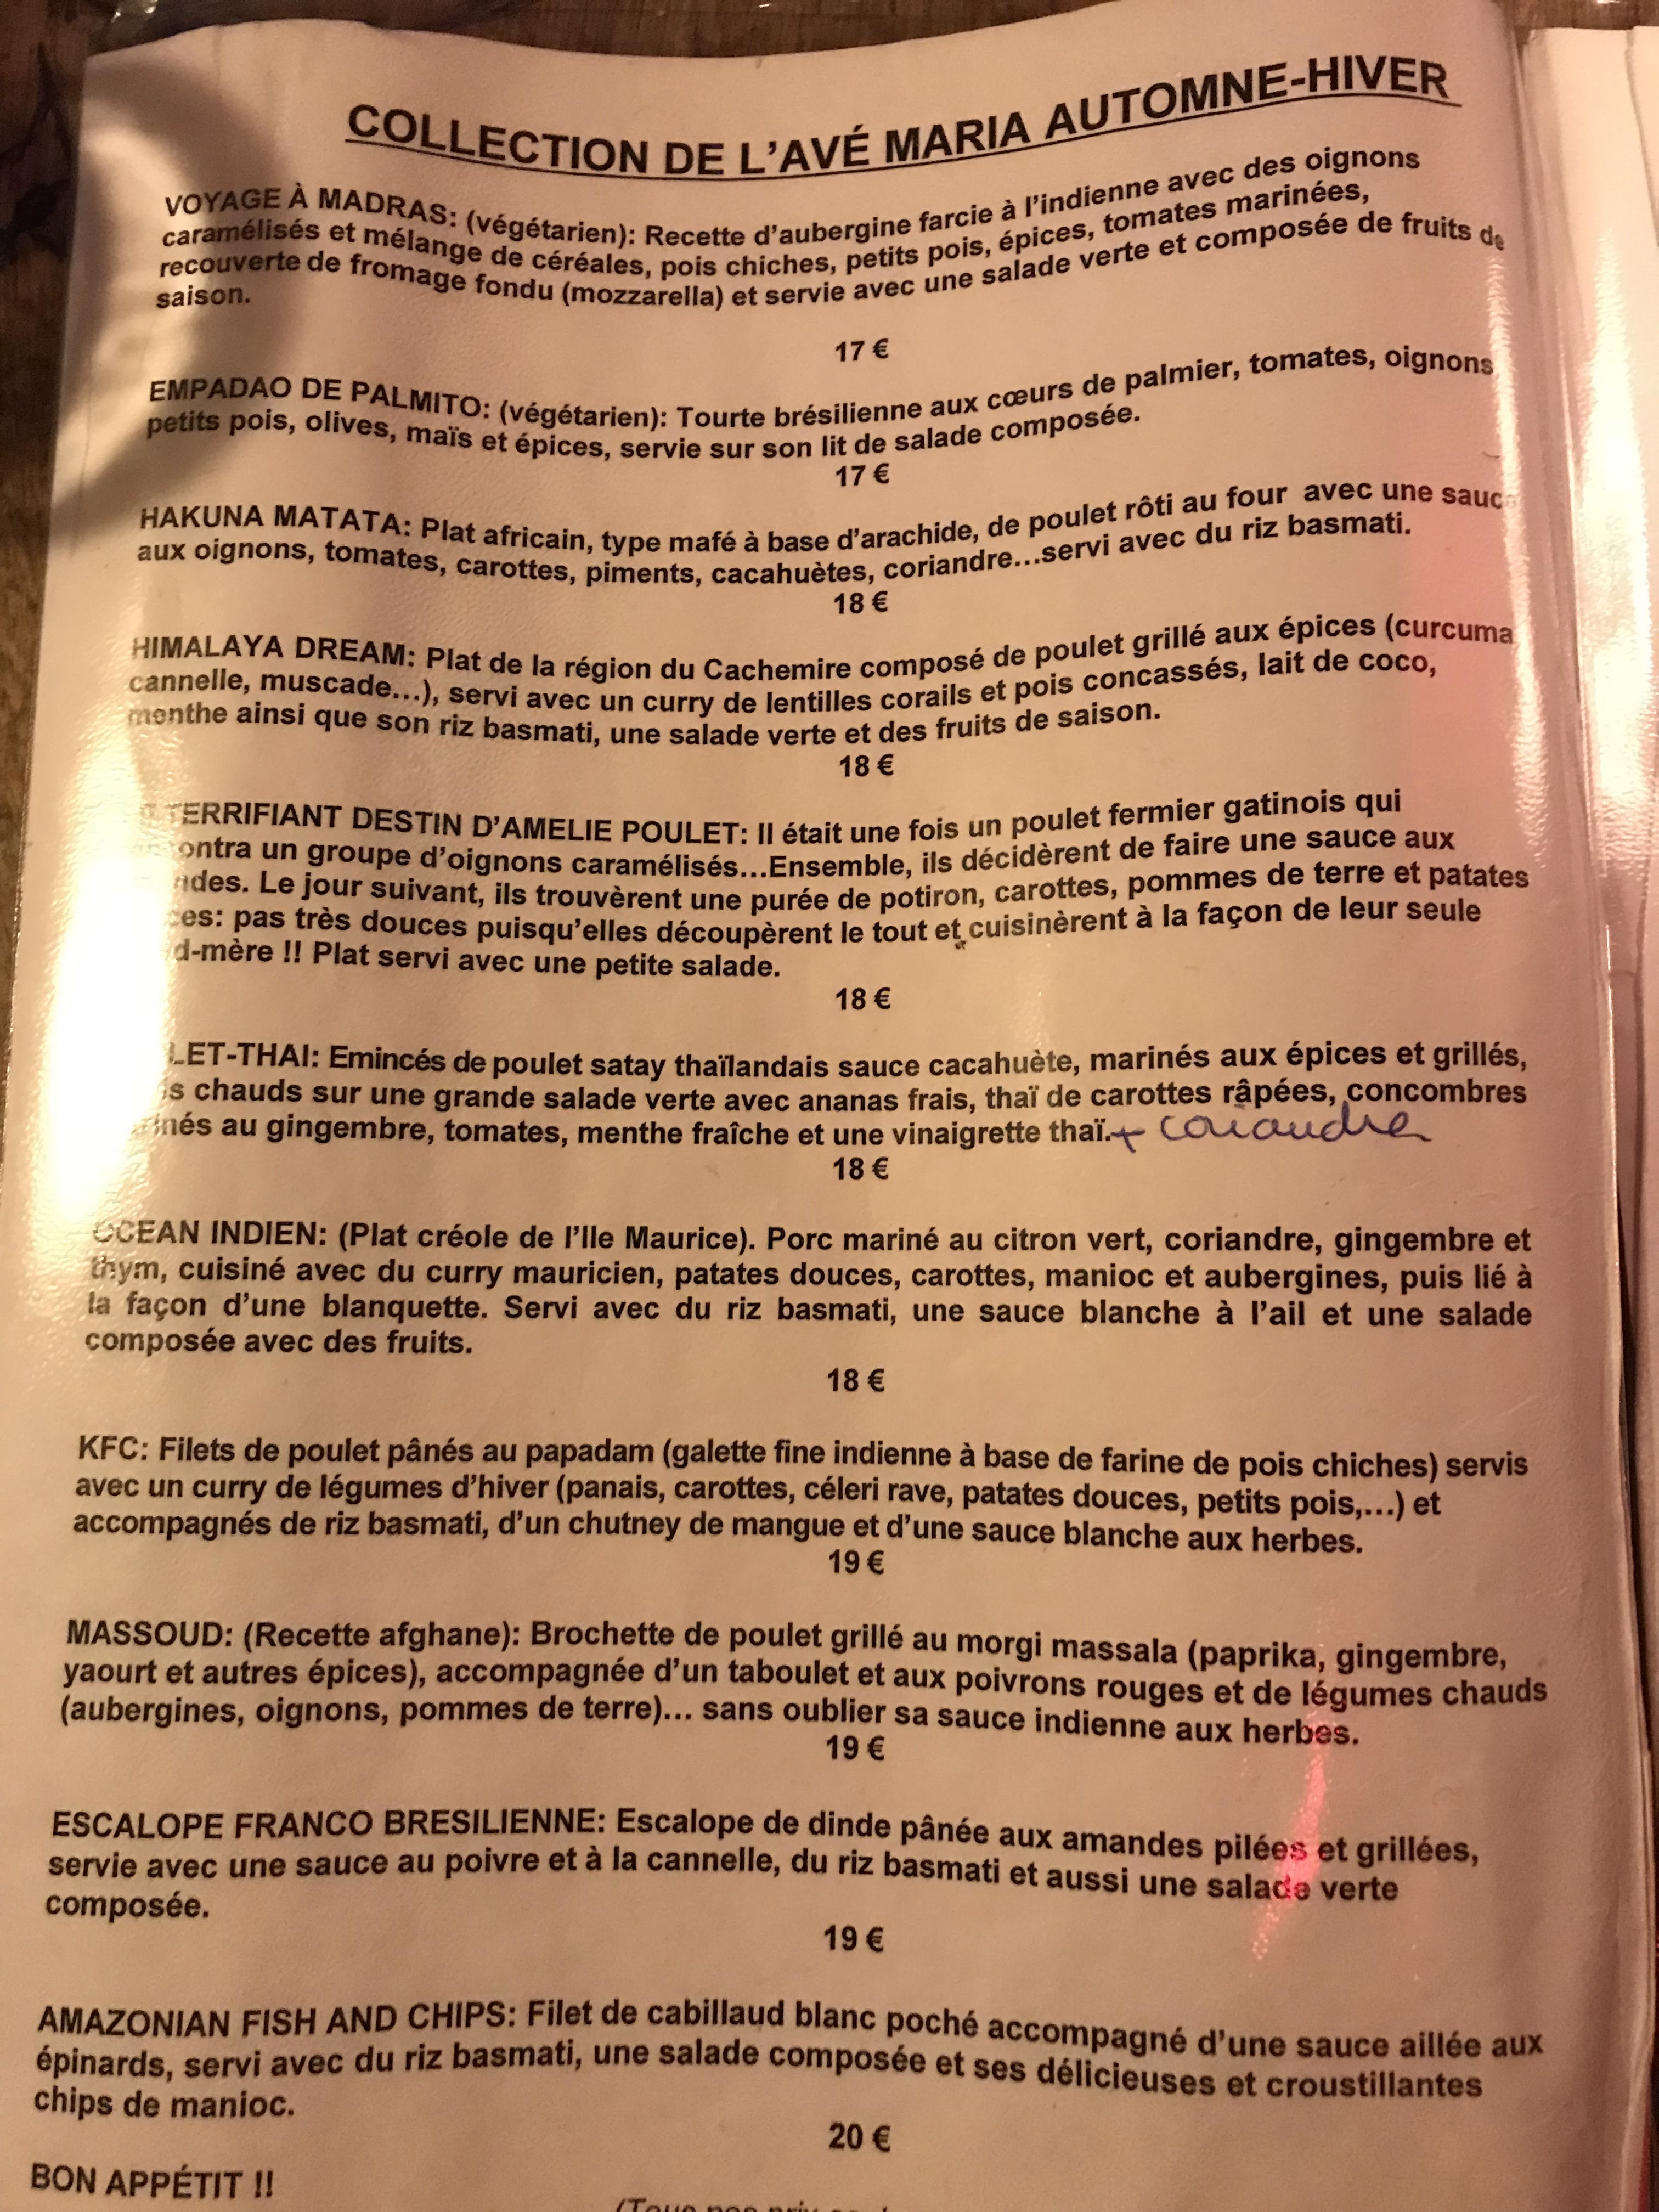 COLLECTION DE L'AVÉ MARIA AUTOMNE-HIVER
VOYAGE À MADRAS: (végétarien): Recette d'aubergine farcie à l'indienne avec des oignons
caramélisés et mélange de céréales, pois chiches, petits pois, épices, tomates marinées,
recouverte de fromage fondu (mozzarella) et servie avec une salade verte et composée de fruits de
saison.
17 €
EMPADAO DE PALMITO: (végétarien): Tourte brésilienne aux cœurs de palmier, tomates, oignons
petits pois, olives, maïs et épices, servie sur son lit de salade composée.
17 €
HAKUNA MATATA: Plat africain, type mafé à base d'arachide, de poulet rôti au four avec une sauc
aux oignons, tomates, carottes, piments, cacahuètes, coriandre...servi avec du riz basmati.
18 €
HIMALAYA DREAM: Plat de la région du Cachemire composé de poulet grillé aux épices (curcuma
cannelle, muscade...), servi avec un curry de lentilles corails et pois concassés, lait de coco,
menthe ainsi que son riz basmati, une salade verte et des fruits de saison.
18 €
TERRIFIANT DESTIN D'AMELIE POULET: Il était une fois un poulet fermier gatinois qui
ontra un groupe d'oignons caramélisés...Ensemble, ils décidèrent de faire une sauce aux
ndes. Le jour suivant, ils trouvèrent une purée de potiron, carottes, pommes de terre et patates
ces: pas très douces puisqu'elles découpèrent le tout et cuisinèrent à la façon de leur seule
d-mère !! Plat servi avec une petite salade.
18 €
LET-THAI: Emincés de poulet satay thaïlandais sauce cacahuète, marinés aux épices et grillés,
is chauds sur une grande salade verte avec ananas frais, thaï de carottes râpées, concombres
inés au gingembre, tomates, menthe fraîche et une vinaigrette thaï.+ coriandre
18 €
OCEAN INDIEN: (Plat créole de l'Ile Maurice). Porc mariné au citron vert, coriandre, gingembre et
thym, cuisiné avec du curry mauricien, patates douces, carottes, manioc et aubergines, puis lié à
la façon d'une blanquette. Servi avec du riz basmati, une sauce blanche à l'ail et une salade
composée avec des fruits.
18 €
KFC: Filets de poulet pânés au papadam (galette fine indienne à base de farine de pois chiches) servis
avec un curry de légumes d'hiver (panais, carottes, céleri rave, patates douces, petits pois,...) et
accompagnés de riz basmati, d'un chutney de mangue et d'une sauce blanche aux herbes.
19 €
MASSOUD: (Recette afghane): Brochette de poulet grillé au morgi massala (paprika, gingembre,
yaourt et autres épices), accompagnée d'un taboulet et aux poivrons rouges et de légumes chauds
(aubergines, oignons, pommes de terre)... sans oublier sa sauce indienne aux herbes.
19 €
ESCALOPE FRANCO BRESILIENNE: Escalope de dinde pânée aux amandes pilées et grillées,
servie avec une sauce au poivre et à la cannelle, du riz basmati et aussi une salade verte
composée.
19 €
AMAZONIAN FISH AND CHIPS: Filet de cabillaud blanc poché accompagné d'une sauce aillée aux
épinards, servi avec du riz basmati, une salade composée et ses délicieuses et croustillantes
chips de manioc.
20 €
BON APPÉTIT !!